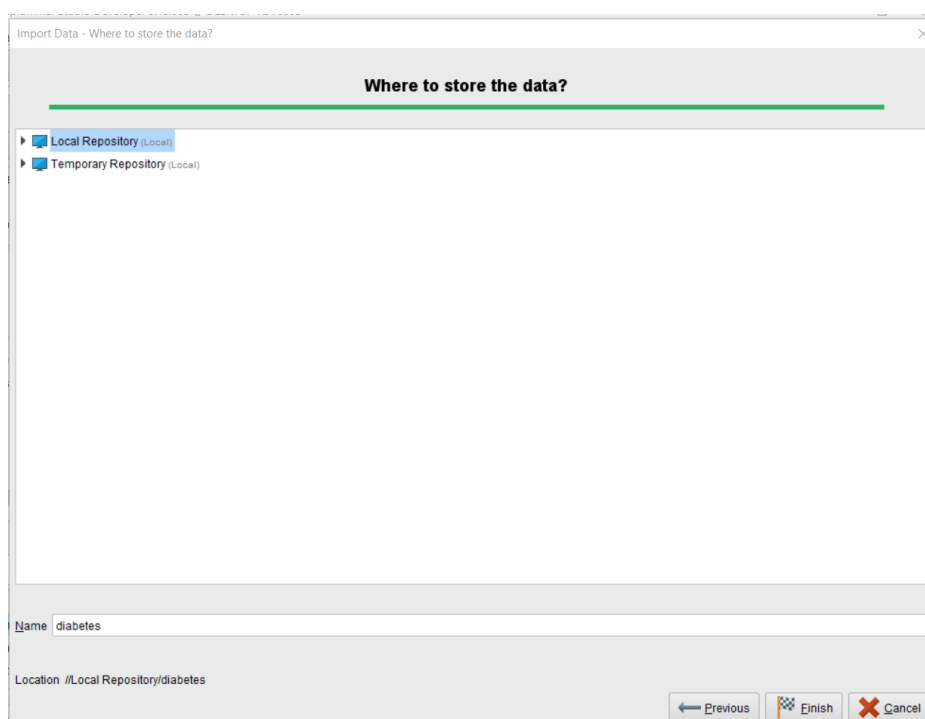 Import Data - Where to store the data?
Where to store the data?
Local Repository (Local)
Temporary Repository (Local)
Name diabetes
Location //Local Repository/diabetes
Previous Finish Cancel